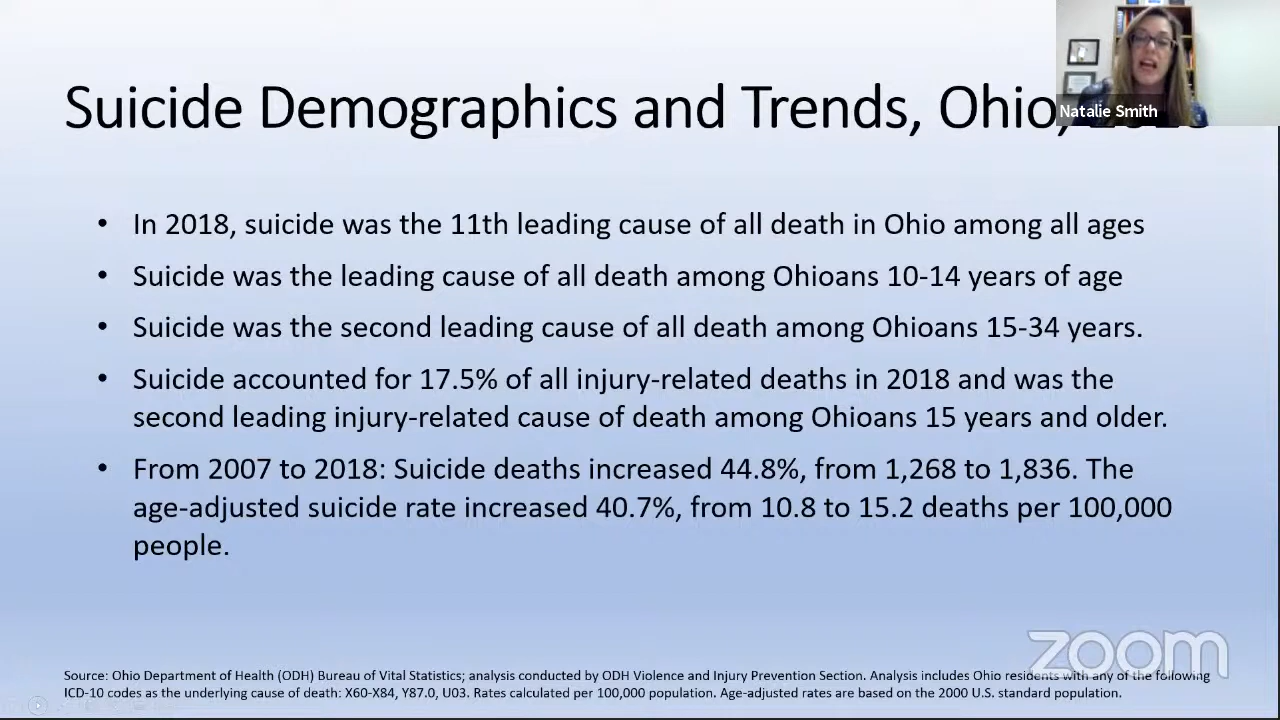 Suicide Demographics and Trends, Ohio,
Natalie Smith
• In 2018, suicide was the 11th leading cause of all death in Ohio among all ages
• Suicide was the leading cause of all death among Ohioans 10-14 years of age
• Suicide was the second leading cause of all death among Ohioans 15-34 years.
• Suicide accounted for 17.5% of all injury-related deaths in 2018 and was the
second leading injury-related cause of death among Ohioans 15 years and older.
• From 2007 to 2018: Suicide deaths increased 44.8%, from 1,268 to 1,836. The
age-adjusted suicide rate increased 40.7%, from 10.8 to 15.2 deaths per 100,000
people.
zoom
Source: Ohio Department of Health (ODH) Bureau of Vital Statistics; analysis conducted by ODH Violence and Injury Prevention Section. Analysis includes Ohio residents with any of the following
ICD-10 codes as the underlying cause of death: X60-X84, Y87.0, U03. Rates calculated per 100,000 population. Age-adjusted rates are based on the 2000 U.S. standard population.